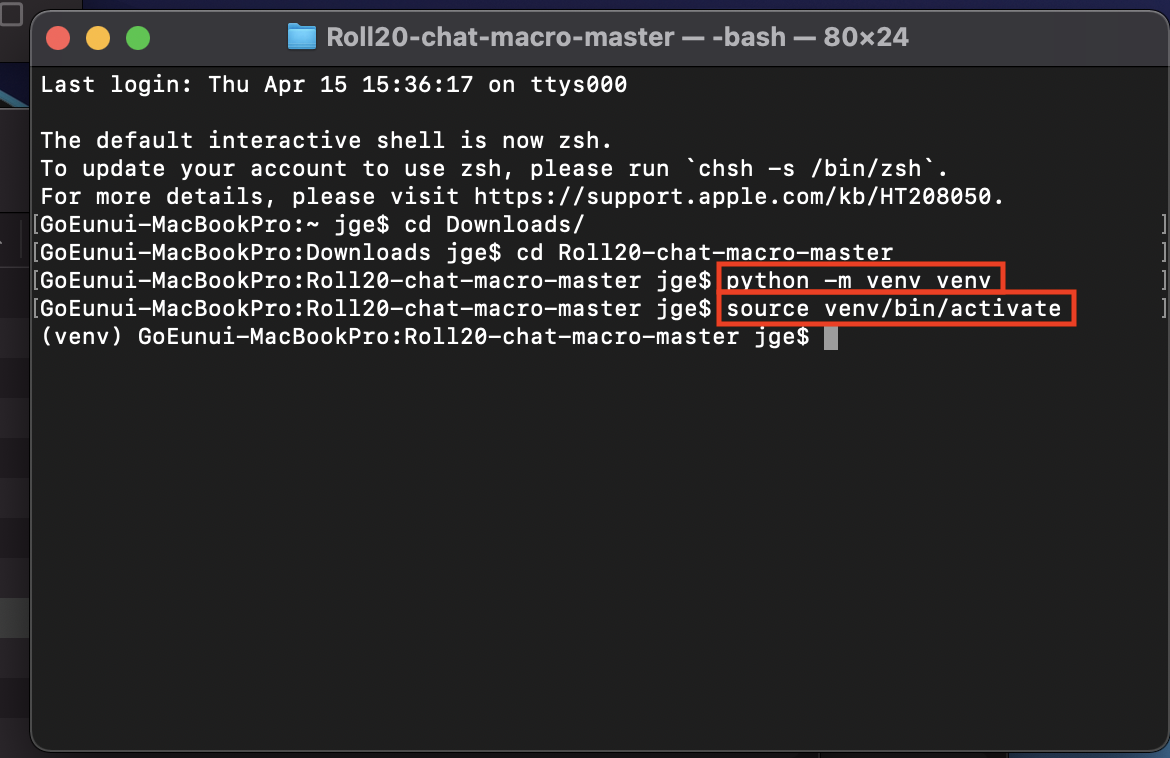 Roll20-chat-macro-master — -bash — 80×24
Last login: Thu Apr 15 15:36:17 on ttys000
The default interactive shell is now zsh.
To update your account to use zsh, please run `chsh -s /bin/zsh`.
For more details, please visit https://support.apple.com/kb/HT208050.
[GoEunui-MacBookPro:~ jge$ cd Downloads/ ]
[GoEunui-MacBookPro:Downloads jge$ cd Roll20-chat-macro-master ]
[GoEunui-MacBookPro:Roll20-chat-macro-master jge$ python -m venv venv ]
[GoEunui-MacBookPro:Roll20-chat-macro-master jge$ source venv/bin/activate ]
(venv) GoEunui-MacBookPro:Roll20-chat-macro-master jge$